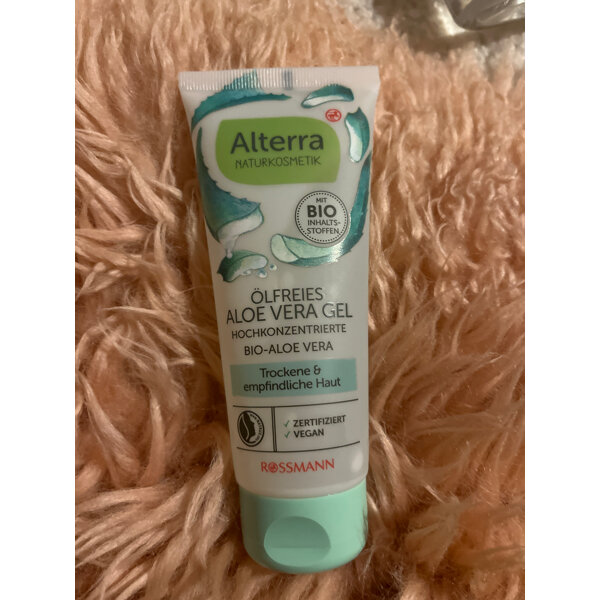 Alterra
NATURKOSMETIK
MIT
BIO
INHALTS-
STOFFEN
ÖLFREIES
ALOE VERA GEL
HOCHKONZENTRIERTE
BIO-ALOE VERA
Trockene &
empfindliche Haut
✓ ZERTIFIZIERT
✓ VEGAN
ROSSMANN